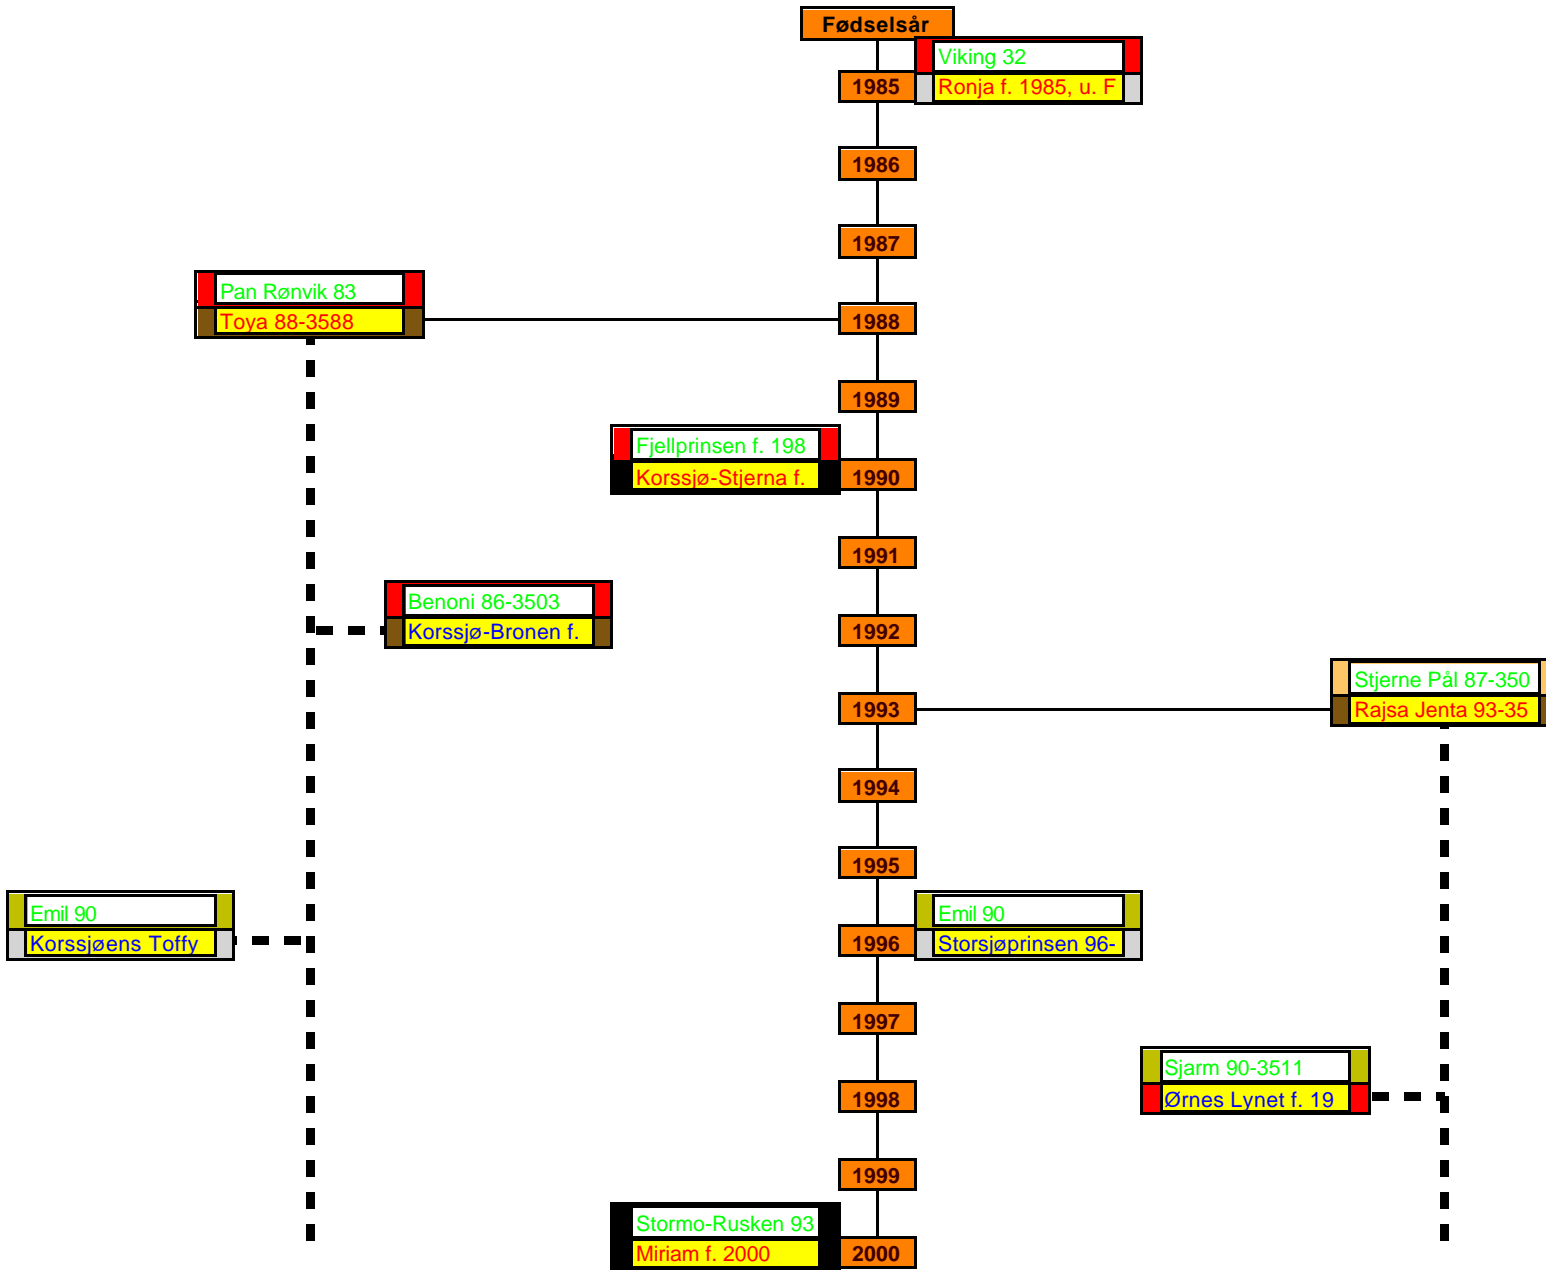 Fødselsår
Viking 32
1985
Ronja f. 1985, u. F
1986
1987
Pan Rønvik 83
Toya 88-3588
1988
1989
Fjellprinsen f. 198
Korssjø-Stjerna f.
1990
1991
Benoni 86-3503
Korssjø-Bronen f.
1992
Stjerne Pål 87-350
1993
Rajsa Jenta 93-35
1994
1995
Emil 90
Emil 90
Korssjøens Toffy
1996
Storsjøprinsen 96-
1997
Sjarm 90-3511
1998
Ørnes Lynet f. 19
1999
Stormo-Rusken 93
Miriam f. 2000
2000